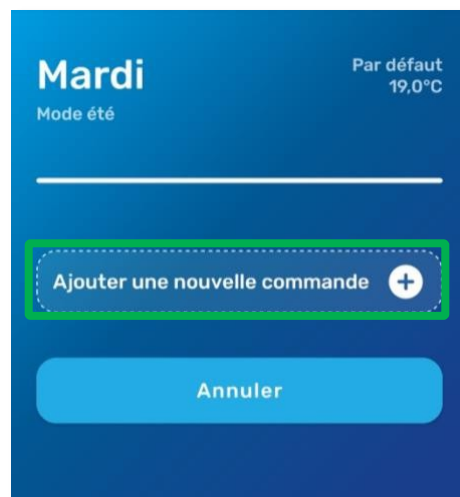 Mardi
Par défaut
19,0°C
Mode été
Ajouter une nouvelle commande
Annuler